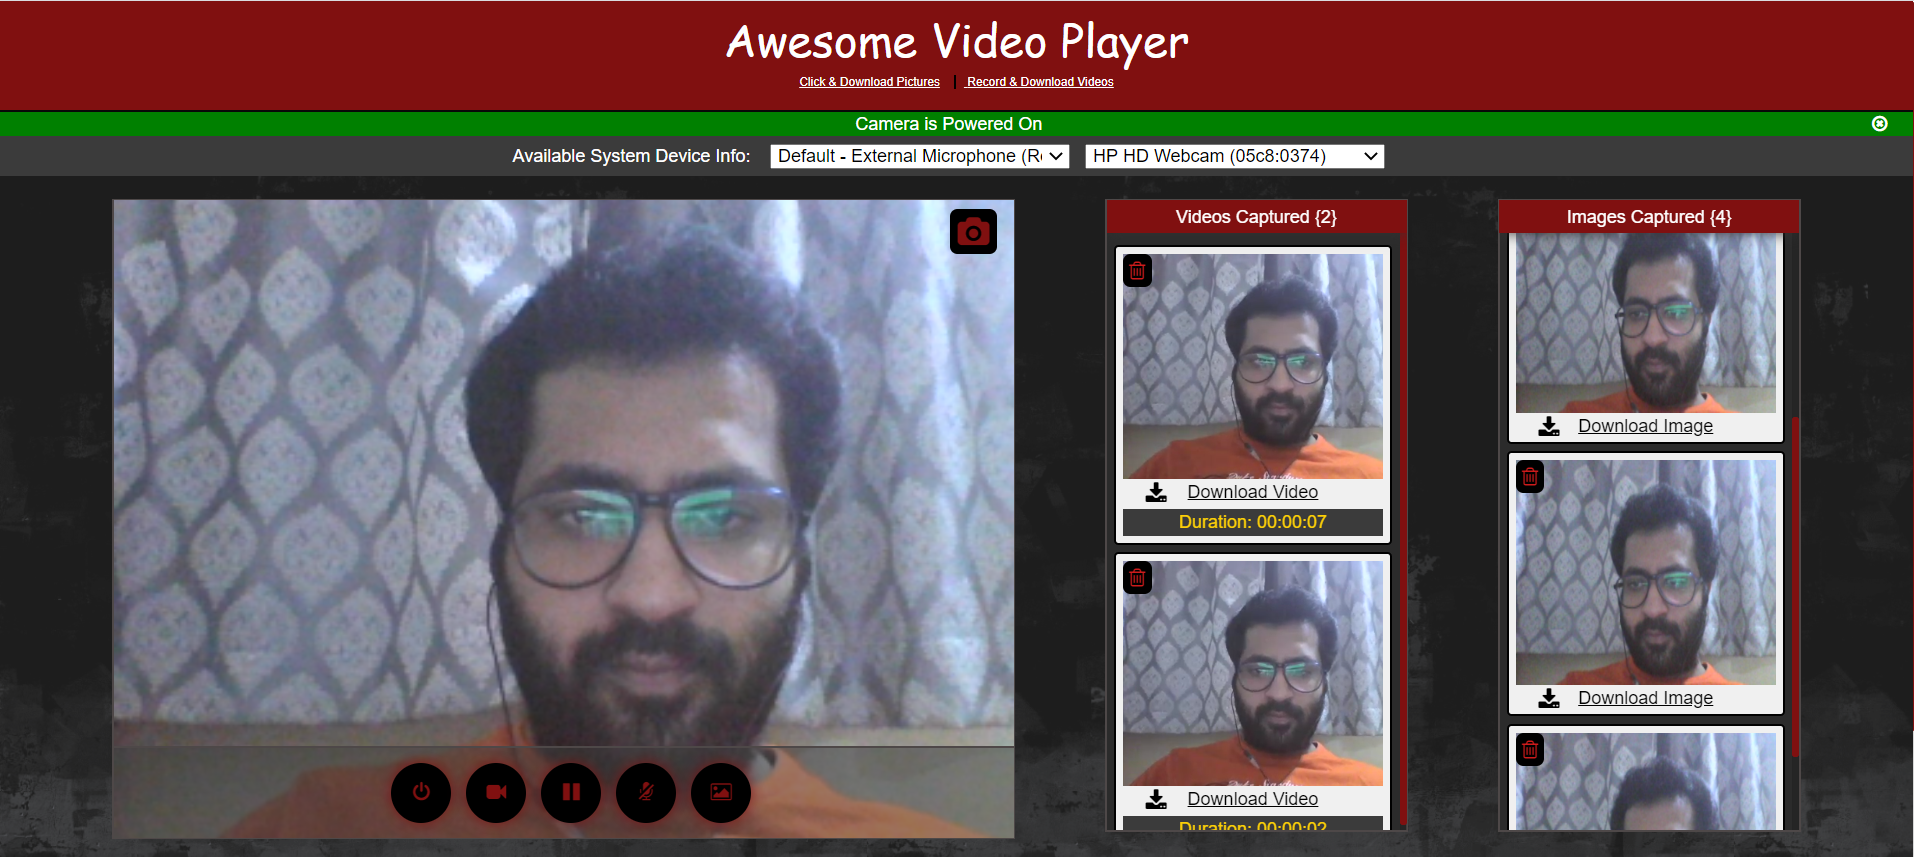 Awesome Video Player
Click & Download Pictures | Record & Download Videos
Camera is Powered On
Available System Device Info: Default - External Microphone (R HP HD Webcam (05c8:0374)
Videos Captured {2}
Download Video
Duration: 00:00:07
Download Video
Duration: 00:00:02
Images Captured {4}
Download Image
Download Image